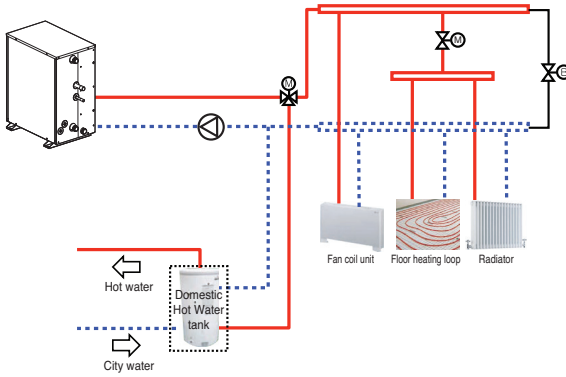 M
M
B
Fan coil unit
Floor heating loop
Radiator
Hot water
Domestic
Hot Water
tank
City water